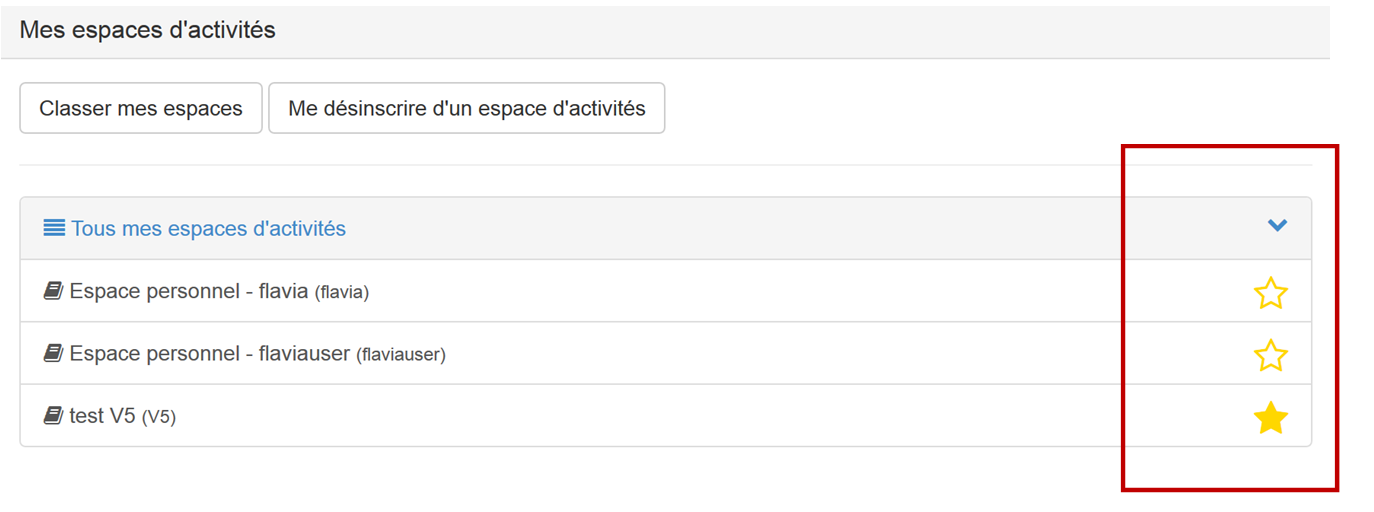 Mes espaces d'activités
Classer mes espaces
Me désinscrire d'un espace d'activités
Tous mes espaces d'activités
Espace personnel - flavia (flavia)
Espace personnel - flaviauser (flaviauser)
test V5 (V5)